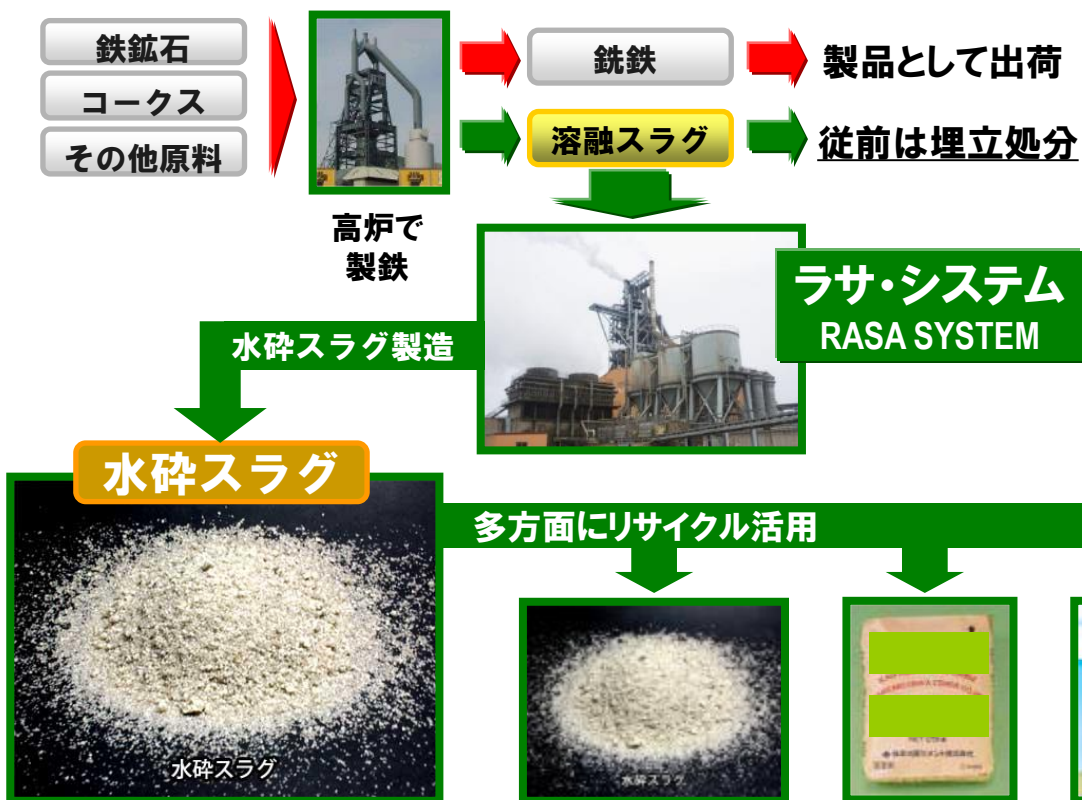 鉄鉱石
コークス
その他原料
銑鉄
製品として出荷
溶融スラグ
従前は埋立処分
高炉で
製鉄
ラサ・システム
RASA SYSTEM
水砕スラグ製造
水砕スラグ
多方面にリサイクル活用
水砕スラグ
水砕スラグ